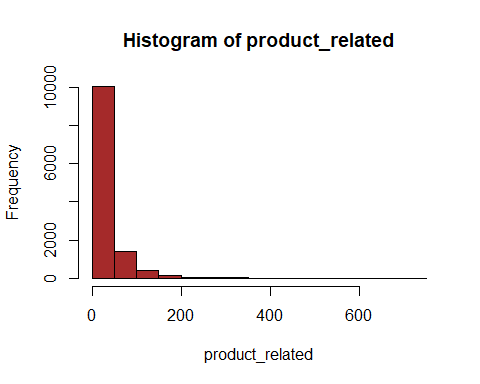 Histogram of product_related
Frequency
10000
6000
2000
0
0 200 400 600
product_related